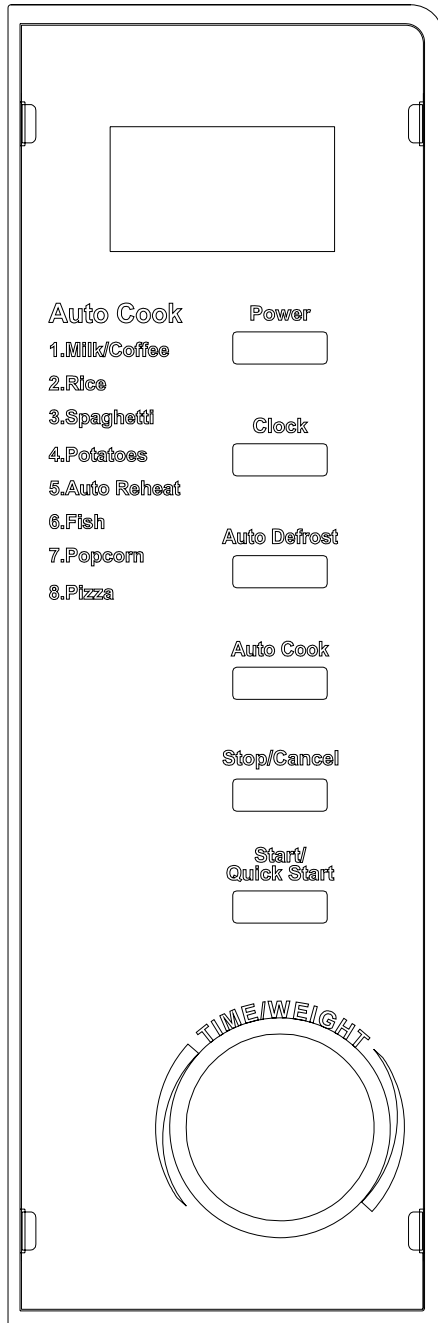 Auto Cook
1.Milk/Coffee
2.Rice
3.Spaghetti
4.Potatoes
5.Auto Reheat
6.Fish
7.Popcorn
8.Pizza
Power
Clock
Auto Defrost
Auto Cook
Stop/Cancel
Start/
Quick Start
TIME/WEIGHT